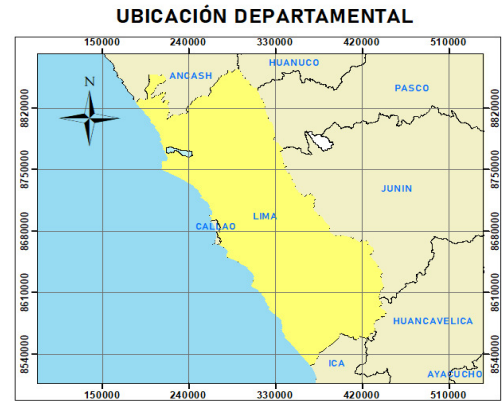 UBICACIÓN DEPARTAMENTAL
150000 240000 330000 420000 510000
HUANUCO
ANCASH
PASCO
N
8820000 8820000
8750000 8750000
JUNIN
LIMA
CALLAO
8680000 8680000
8610000 8610000
HUANCAVELICA
8540000 8540000
ICA
AYACUCHO
150000 240000 330000 420000 510000